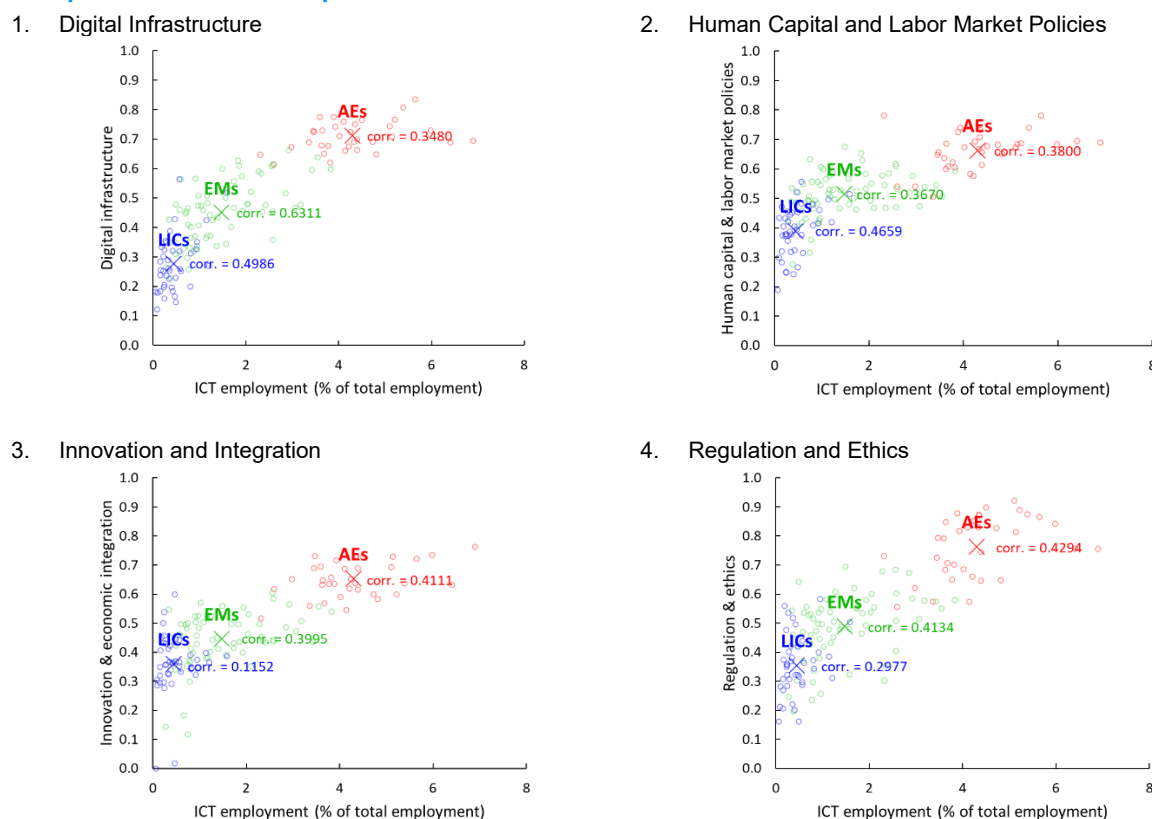 1. Digital Infrastructure
1.0
0.9
0.8
0.7
0.6
0.5
0.4
0.3
0.2
0.1
0.0
Digital infrastructure
AEs
corr. = 0.3480
EMs
corr. = 0.6311
LICs
corr. = 0.4986
0 2 4 6 8
ICT employment (% of total employment)
2. Human Capital and Labor Market Policies
1.0
0.9
0.8
0.7
0.6
0.5
0.4
0.3
0.2
0.1
0.0
Human capital & labor market policies
AEs
corr. = 0.3800
EMs
corr. = 0.3670
LICs
corr. = 0.4659
0 2 4 6 8
ICT employment (% of total employment)
3. Innovation and Integration
1.0
0.9
0.8
0.7
0.6
0.5
0.4
0.3
0.2
0.1
0.0
Innovation & economic integration
AEs
corr. = 0.4111
EMs
corr. = 0.3995
LICs
corr. = 0.1152
0 2 4 6 8
ICT employment (% of total employment)
4. Regulation and Ethics
1.0
0.9
0.8
0.7
0.6
0.5
0.4
0.3
0.2
0.1
0.0
Regulation & ethics
AEs
corr. = 0.4294
EMs
corr. = 0.4134
LICs
corr. = 0.2977
0 2 4 6 8
ICT employment (% of total employment)